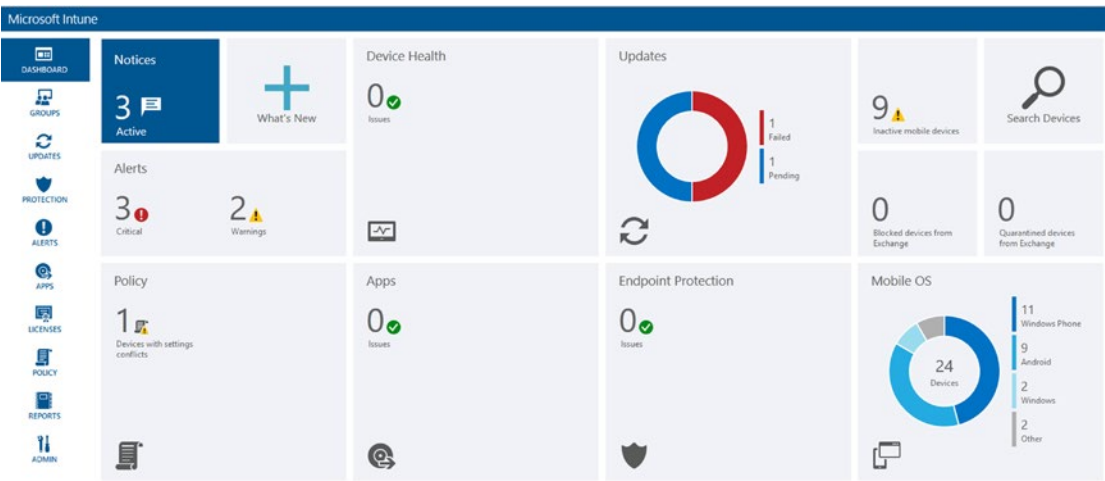 Microsoft Intune
DASHBOARD
GROUPS
UPDATES
PROTECTION
ALERTS
APPS
LICENSES
POLICY
REPORTS
ADMIN
Notices
3
Active
What's New
Device Health
0
Issues
Updates
1
Failed
1
Pending
9
Inactive mobile devices
Search Devices
Alerts
3
Critical
2
Warnings
0
Blocked devices from
Exchange
0
Quarantined devices
from Exchange
Policy
1
Devices with settings
conflicts
Apps
0
Issues
Endpoint Protection
0
Issues
Mobile OS
24
Devices
11
Windows Phone
9
Android
2
Windows
2
Other